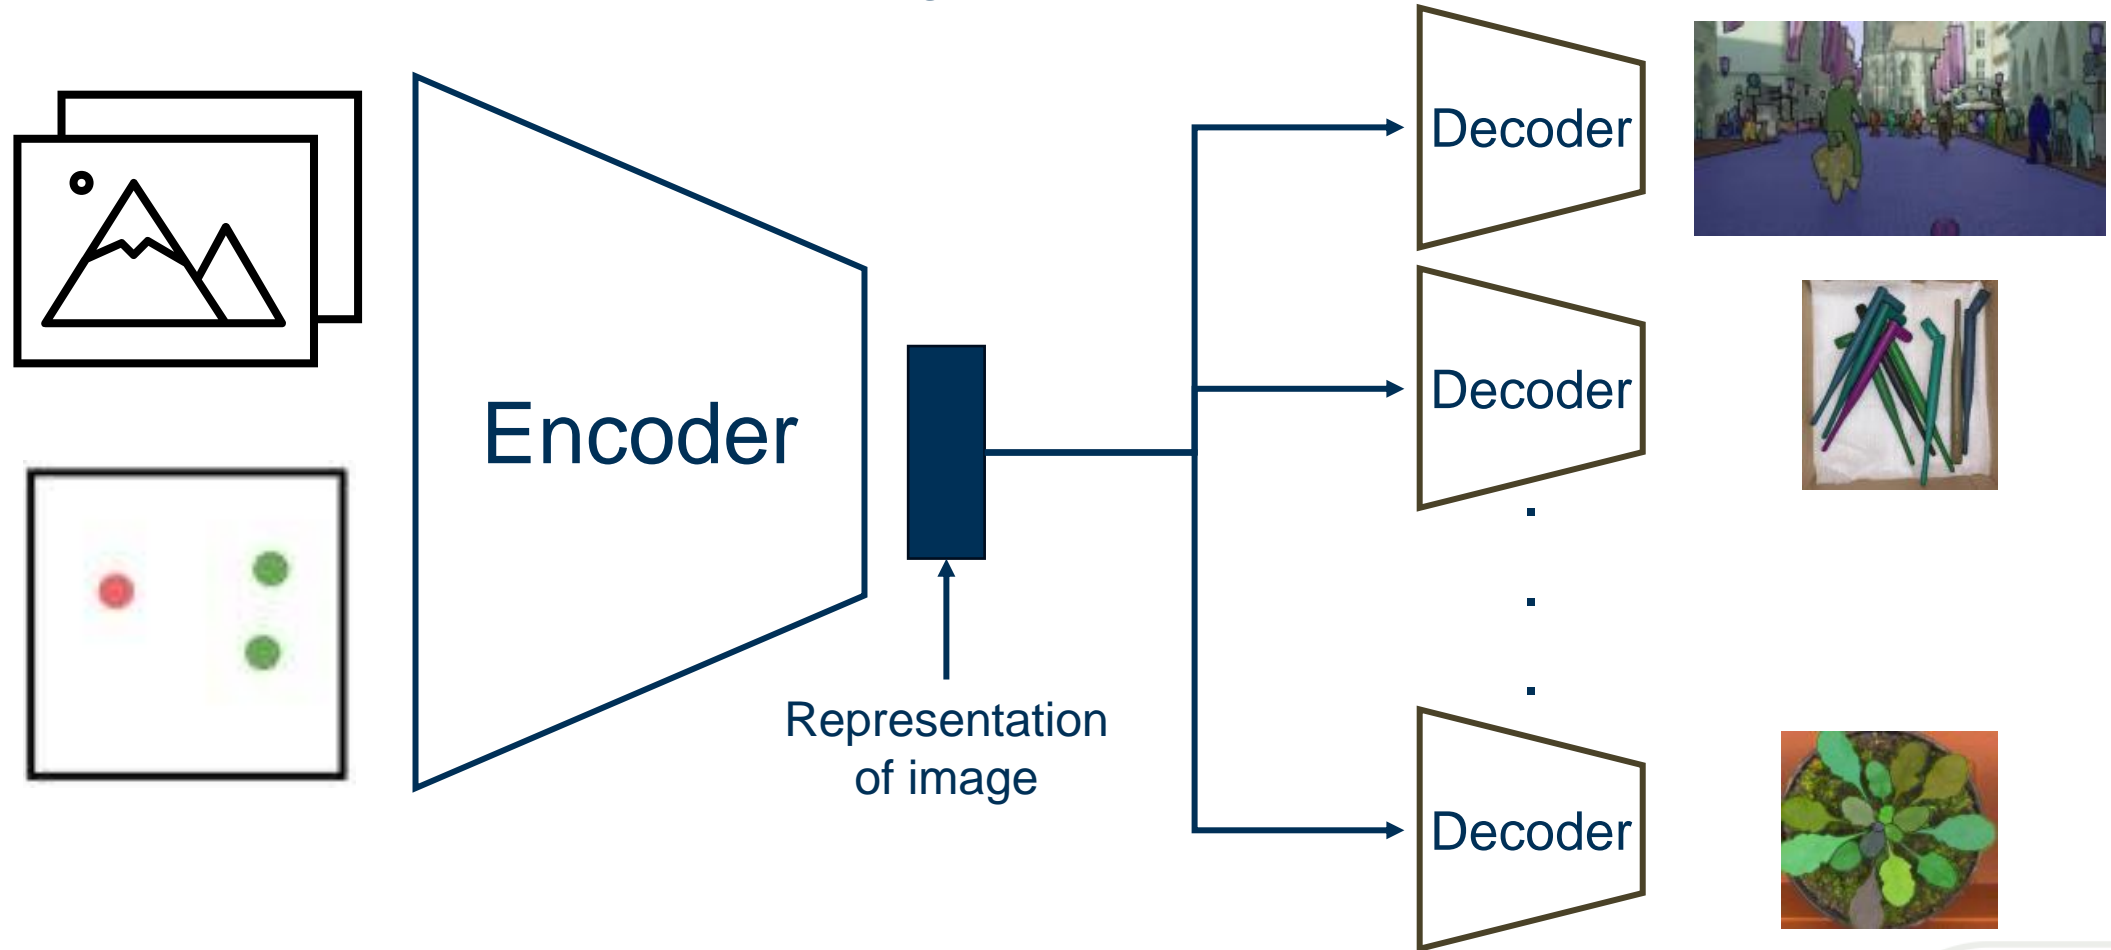 Encoder
Representation
of image
Decoder
Decoder
.
.
.
Decoder